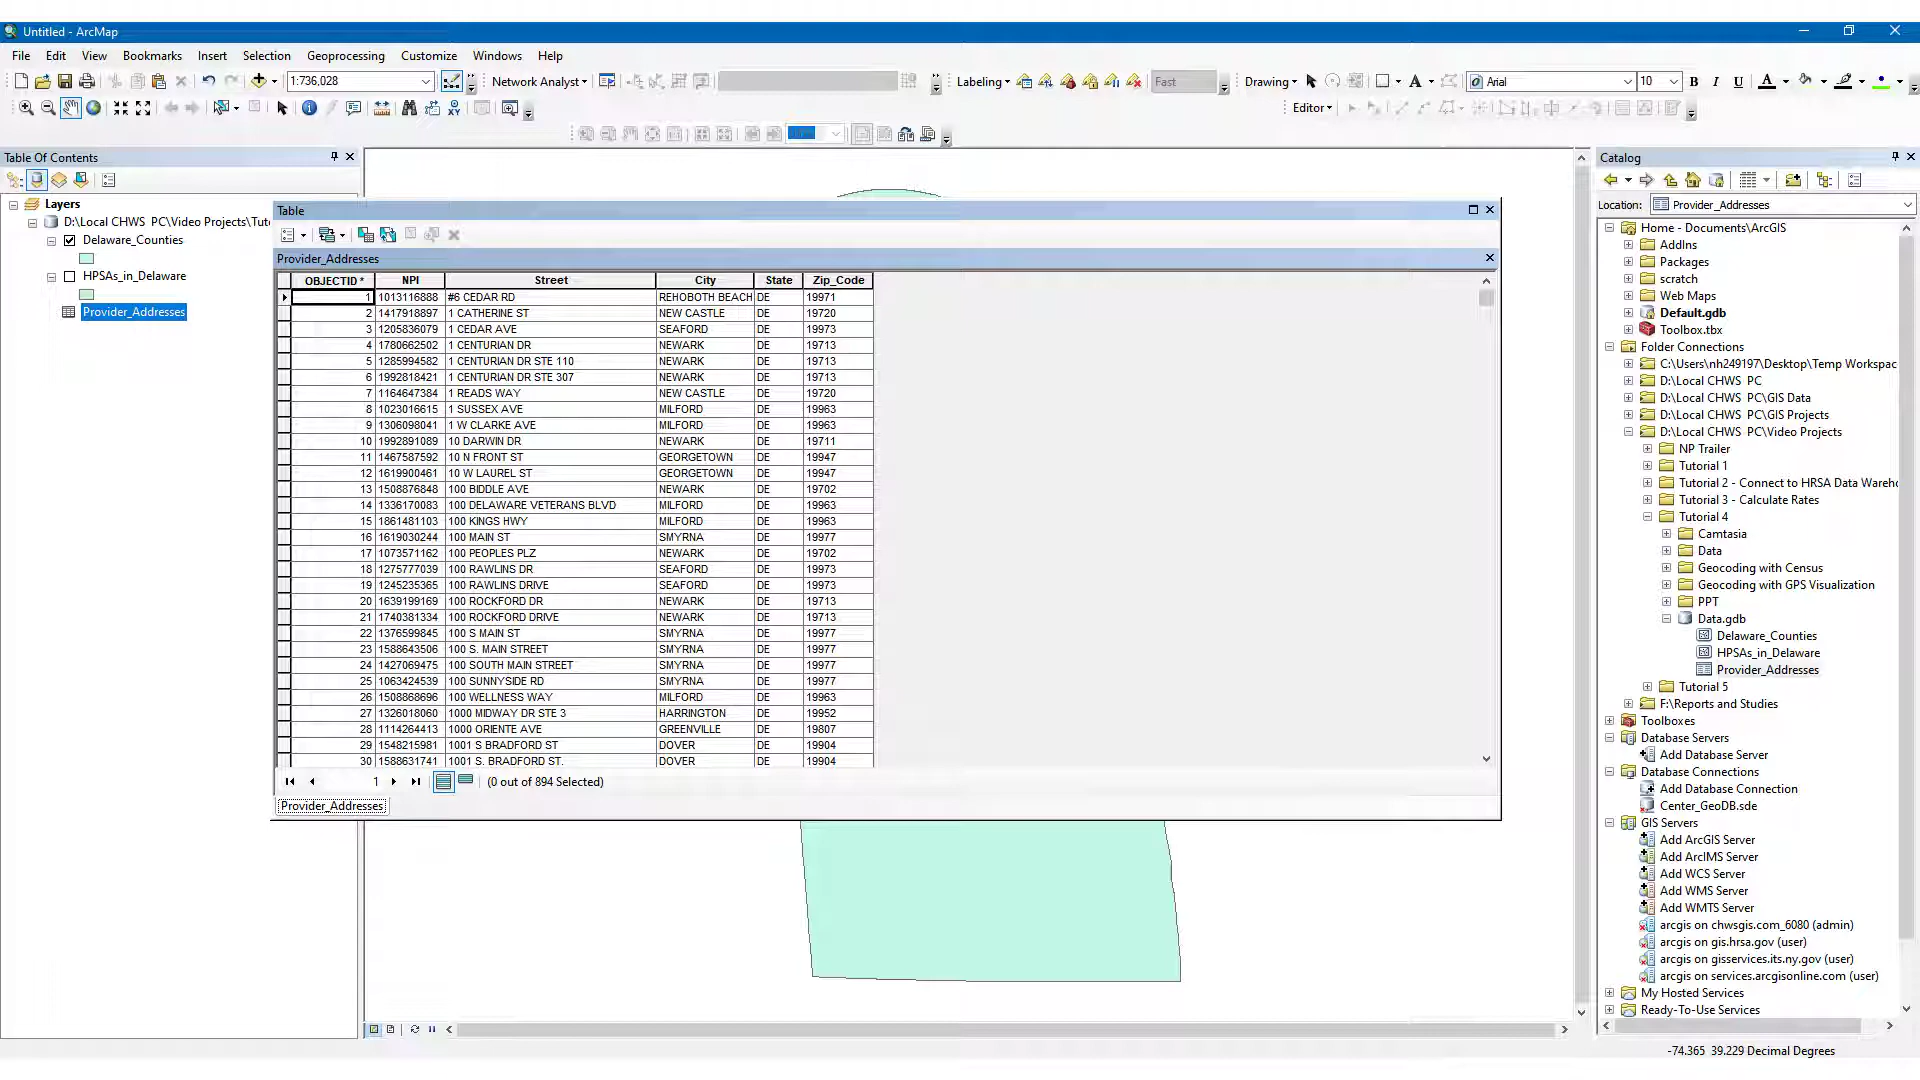 Untitled - ArcMap
File Edit View Bookmarks Insert Selection Geoprocessing Customize Windows Help
1:736,028 Network Analyst Labeling Fast Drawing A Arial 10 B I U A
Editor
Table Of Contents
Layers
D:\Local CHWS PC\Video Projects\Tut
Delaware_Counties
HPSAs_in_Delaware
Provider_Addresses
Table
Provider_Addresses
OBJECTID * NPI Street City State Zip_Code
1 1013116888 #6 CEDAR RD REHOBOTH BEACH DE 19971
2 1417918897 1 CATHERINE ST NEW CASTLE DE 19720
3 1205836079 1 CEDAR AVE SEAFORD DE 19973
4 1780662502 1 CENTURIAN DR NEWARK DE 19713
5 1285994582 1 CENTURIAN DR STE 110 NEWARK DE 19713
6 1992818421 1 CENTURIAN DR STE 307 NEWARK DE 19713
7 1164647384 1 READS WAY NEW CASTLE DE 19720
8 1023016615 1 SUSSEX AVE MILFORD DE 19963
9 1306098041 1 W CLARKE AVE MILFORD DE 19963
10 1992891089 10 DARWIN DR NEWARK DE 19711
11 1467587592 10 N FRONT ST GEORGETOWN DE 19947
12 1619900461 10 W LAUREL ST GEORGETOWN DE 19947
13 1508876848 100 BIDDLE AVE NEWARK DE 19702
14 1336170083 100 DELAWARE VETERANS BLVD MILFORD DE 19963
15 1861481103 100 KINGS HWY MILFORD DE 19963
16 1619030244 100 MAIN ST SMYRNA DE 19977
17 1073571162 100 PEOPLES PLZ NEWARK DE 19702
18 1275777039 100 RAWLINS DR SEAFORD DE 19973
19 1245235365 100 RAWLINS DRIVE SEAFORD DE 19973
20 1639199169 100 ROCKFORD DR NEWARK DE 19713
21 1740381334 100 ROCKFORD DRIVE NEWARK DE 19713
22 1376599845 100 S MAIN ST SMYRNA DE 19977
23 1588643506 100 S. MAIN STREET SMYRNA DE 19977
24 1427069475 100 SOUTH MAIN STREET SMYRNA DE 19977
25 1063424539 100 SUNNYSIDE RD SMYRNA DE 19977
26 1508868696 100 WELLNESS WAY MILFORD DE 19963
27 1326018060 1000 MIDWAY DR STE 3 HARRINGTON DE 19952
28 1114264413 1000 ORIENTE AVE GREENVILLE DE 19807
29 1548215981 1001 S BRADFORD ST DOVER DE 19904
30 1588631741 1001 S. BRADFORD ST. DOVER DE 19904
1 (0 out of 894 Selected)
Provider_Addresses
Catalog
Location: Provider_Addresses
Home - Documents\ArcGIS
AddIns
Packages
scratch
Web Maps
Default.gdb
Toolbox.tbx
Folder Connections
C:\Users\nh249197\Desktop\Temp Workspac
D:\Local CHWS PC
D:\Local CHWS PC\GIS Data
D:\Local CHWS PC\GIS Projects
D:\Local CHWS PC\Video Projects
NP Trailer
Tutorial 1
Tutorial 2 - Connect to HRSA Data Wareho
Tutorial 3 - Calculate Rates
Tutorial 4
Camtasia
Data
Geocoding with Census
Geocoding with GPS Visualization
PPT
Data.gdb
Delaware_Counties
HPSAs_in_Delaware
Provider_Addresses
Tutorial 5
F:\Reports and Studies
Toolboxes
Database Servers
Add Database Server
Database Connections
Add Database Connection
Center_GeoDB.sde
GIS Servers
Add ArcGIS Server
Add ArcIMS Server
Add WCS Server
Add WMS Server
Add WMTS Server
arcgis on chwsgis.com_6080 (admin)
arcgis on gis.hrsa.gov (user)
arcgis on gisservices.its.ny.gov (user)
arcgis on services.arcgisonline.com (user)
My Hosted Services
Ready-To-Use Services
-74.365 39.229 Decimal Degrees